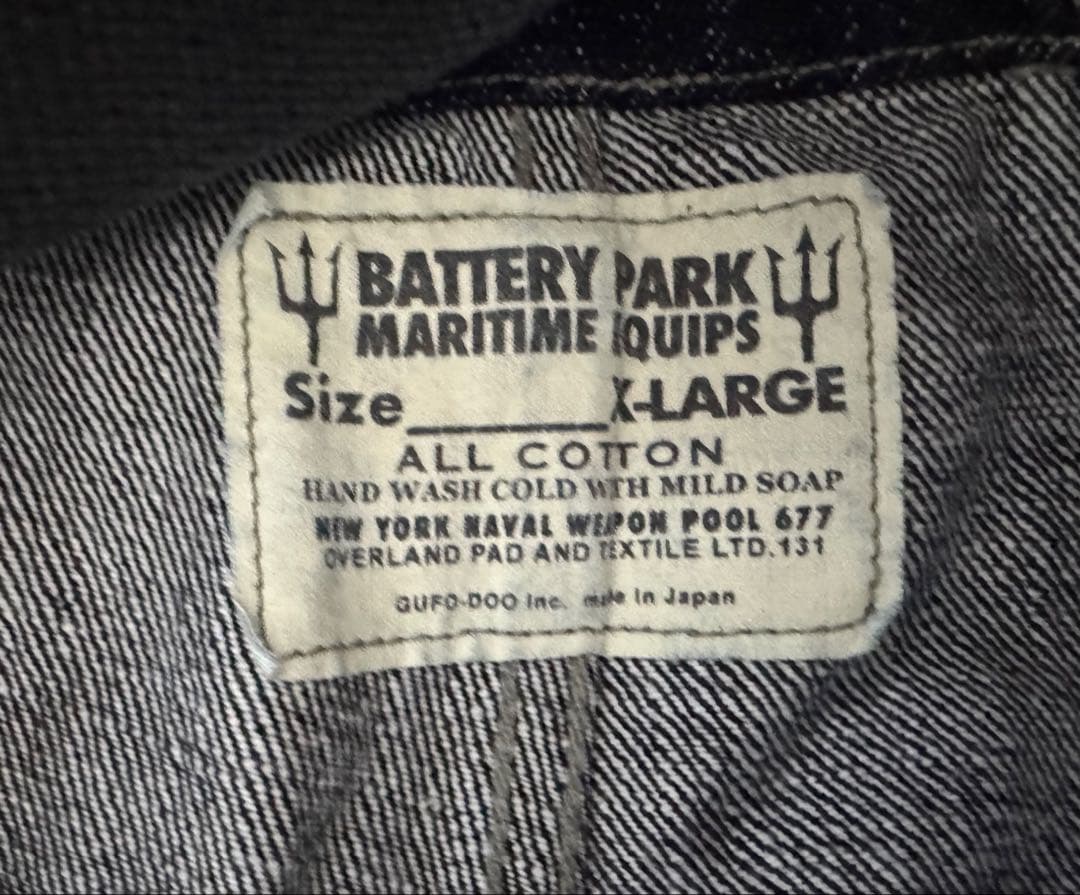 BATTERY PARK
MARITIME EQUIPS
Size______X-LARGE
ALL COTTON
HAND WASH COLD WITH MILD SOAP
NEW YORK NAVAL WEAPON POOL 677
OVERLAND PAD AND TEXTILE LTD.131
GUFO-DOO Inc. made in Japan